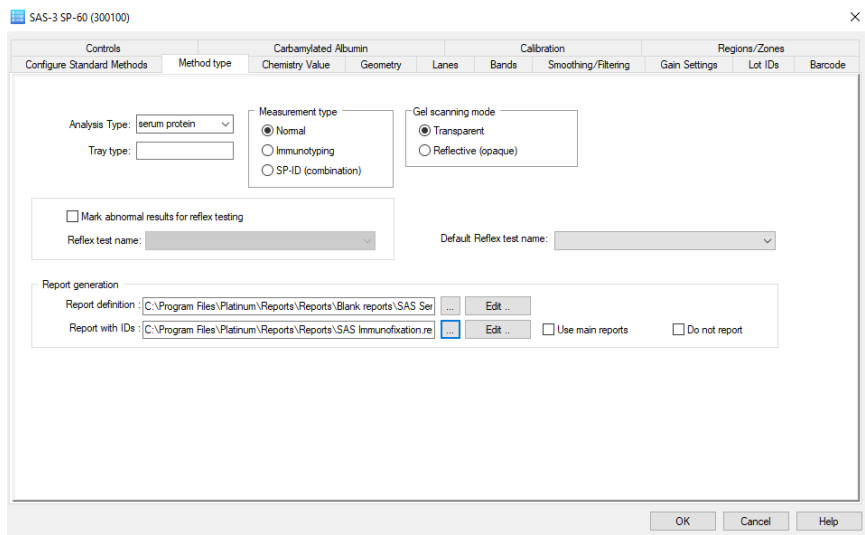 SAS-3 SP-60 (300100)
Controls Carbamylated Albumin Calibration Regions/Zones
Configure Standard Methods Method type Chemistry Value Geometry Lanes Bands Smoothing/Filtering Gain Settings Lot IDs Barcode
Measurement type Gel scanning mode
Analysis Type: serum protein Normal Transparent
Tray type: Immunotyping Reflective (opaque)
SP-ID (combination)
Mark abnormal results for reflex testing
Reflex test name: Default Reflex test name:
Report generation
Report definition : C:\Program Files\Platinum\Reports\Reports\Blank reports\SAS Ser ... Edit ..
Report with IDs : C:\Program Files\Platinum\Reports\Reports\SAS Immunofixation.re ... Edit .. Use main reports Do not report
OK Cancel Help